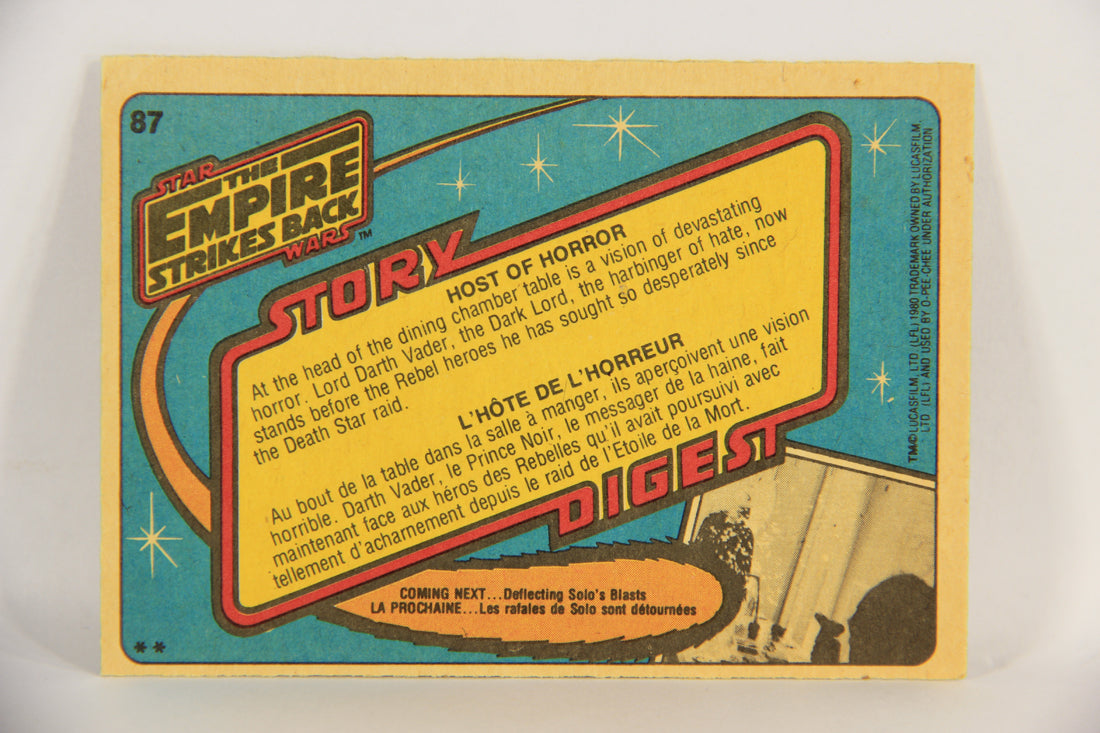 87
STAR
THE
EMPIRE
STRIKES BACK
WARS™
STORY
HOST OF HORROR
At the head of the dining chamber table is a vision of devastating
horror. Lord Darth Vader, the Dark Lord, the harbinger of hate, now
stands before the Rebel heroes he has sought so desperately since
the Death Star raid.
L'HÔTE DE L'HORREUR
Au bout de la table dans la salle à manger, ils aperçoivent une vision
horrible. Darth Vader, le Prince Noir, le messager de la haine, fait
maintenant face aux héros des Rebelles qu'il avait poursuivi avec
tellement d'acharnement depuis le raid de l'Etoile de la Mort.
DIGEST
COMING NEXT...Deflecting Solo's Blasts
LA PROCHAINE...Les rafales de Solo sont détournées
**
TM©LUCASFILM, LTD (LFL) 1980 TRADEMARK OWNED BY LUCASFILM,
LTD (LFL) AND USED BY O-PEE-CHEE UNDER AUTHORIZATION